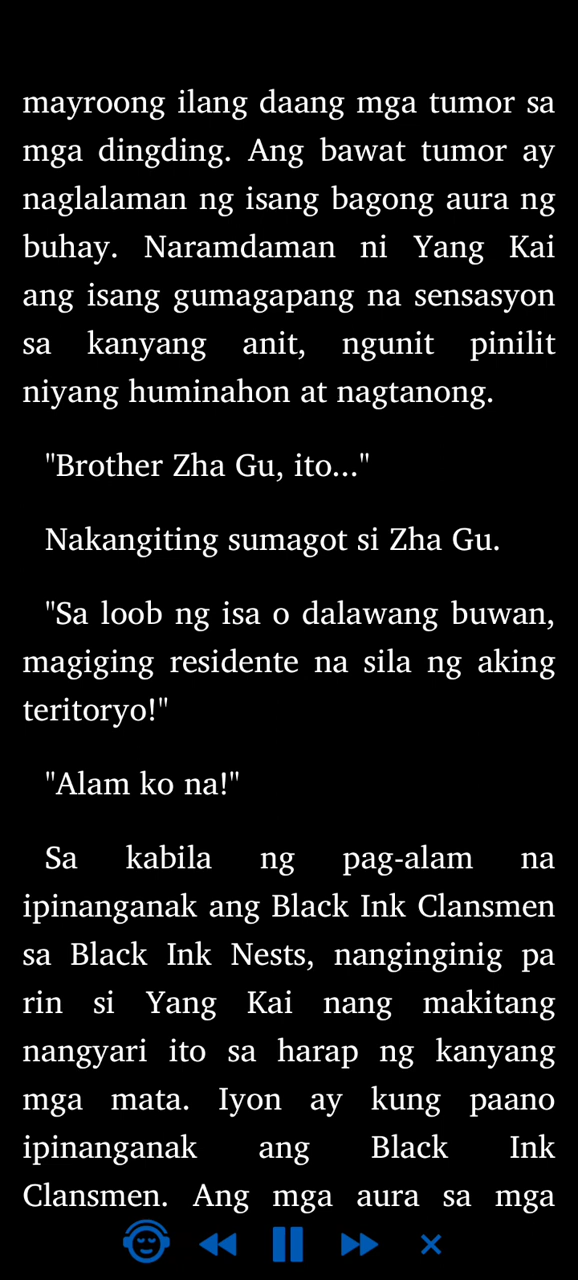 mayroong ilang daang mga tumor sa
mga dingding. Ang bawat tumor ay
naglalaman ng isang bagong aura ng
buhay. Naramdaman ni Yang Kai
ang isang gumagapang na sensasyon
sa kanyang anit, ngunit pinilit
niyang huminahon at nagtanong.
"Brother Zha Gu, ito..."
Nakangiting sumagot si Zha Gu.
"Sa loob ng isa o dalawang buwan,
magiging residente na sila ng aking
teritoryo!"
"Alam ko na!"
Sa kabila ng pag-alam na
ipinanganak ang Black Ink Clansmen
sa Black Ink Nests, nanginginig pa
rin si Yang Kai nang makitang
nangyari ito sa harap ng kanyang
mga mata. Iyon ay kung paano
ipinanganak ang Black Ink
Clansmen. Ang mga aura sa mga